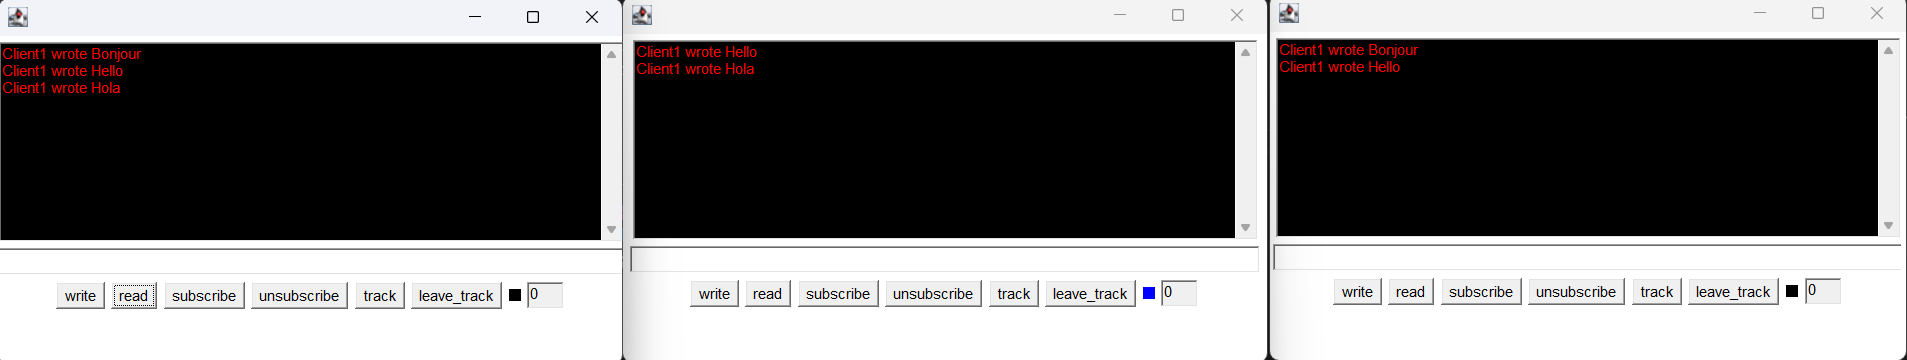 Client1 wrote Bonjour
Client1 wrote Hello
Client1 wrote Hola
write read subscribe unsubscribe track leave_track 0
Client1 wrote Hello
Client1 wrote Hola
write read subscribe unsubscribe track leave_track 0
Client1 wrote Bonjour
Client1 wrote Hello
write read subscribe unsubscribe track leave_track 0